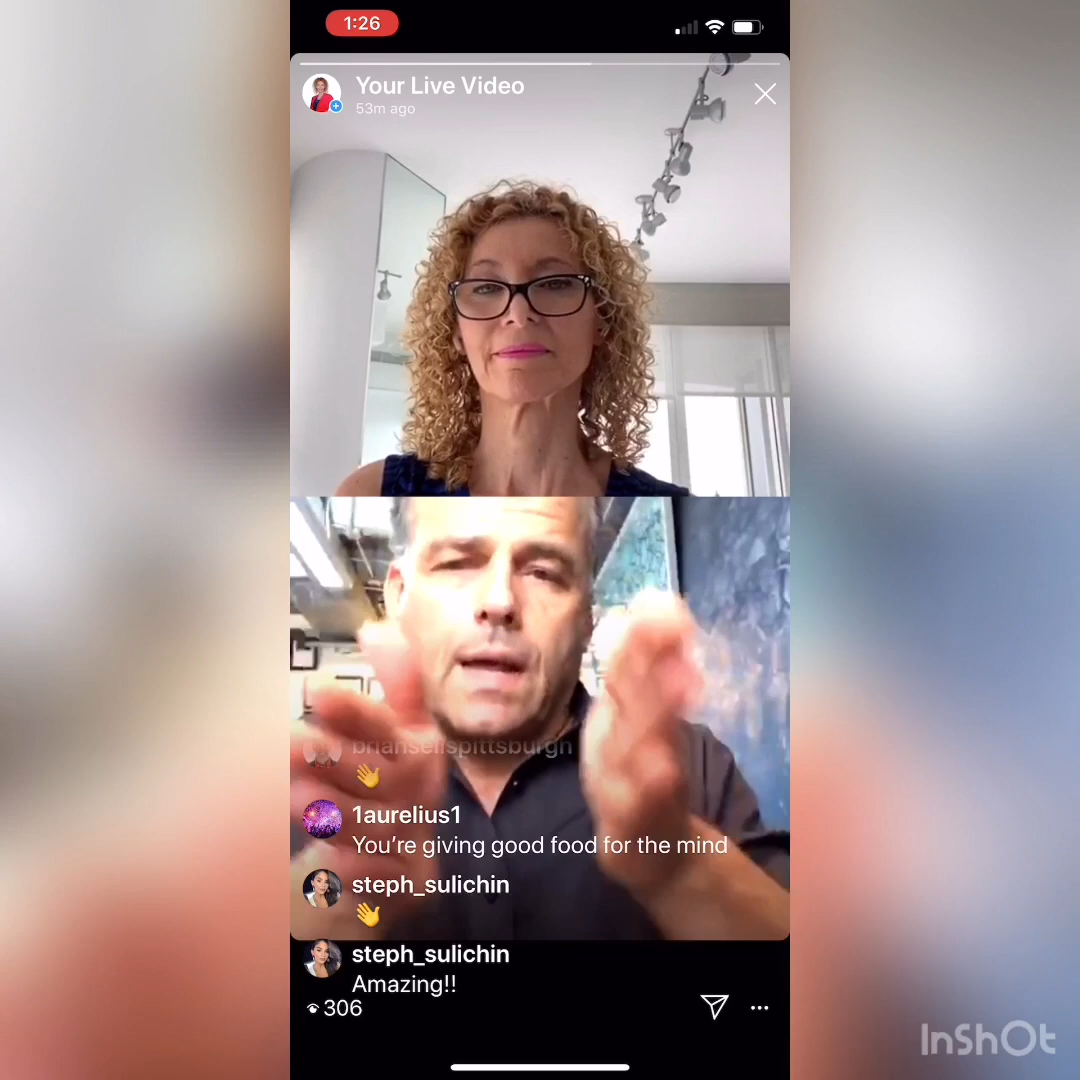 1:26
Your Live Video
53m ago
brianselfspittsburgh
1aurelius1
You're giving good food for the mind
steph_sulichin
steph_sulichin
Amazing!!
306
InShOt